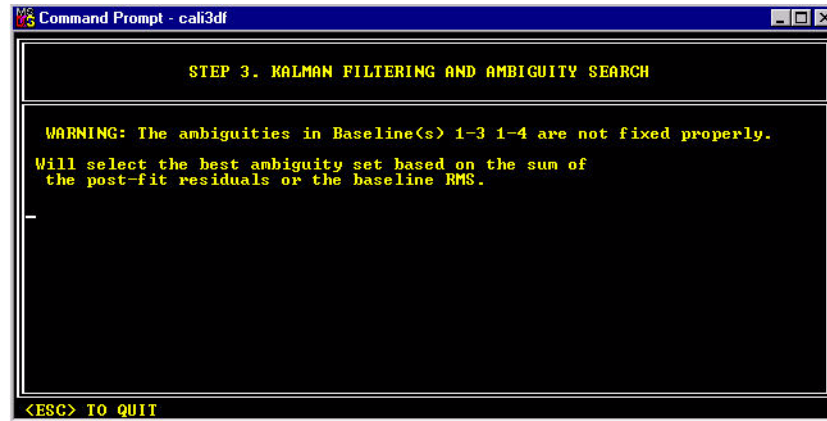 Command Prompt - cali3df
STEP 3. KALMAN FILTERING AND AMBIGUITY SEARCH
WARNING: The ambiguities in Baseline(s) 1-3 1-4 are not fixed properly.
Will select the best ambiguity set based on the sum of
the post-fit residuals or the baseline RMS.
<ESC> TO QUIT